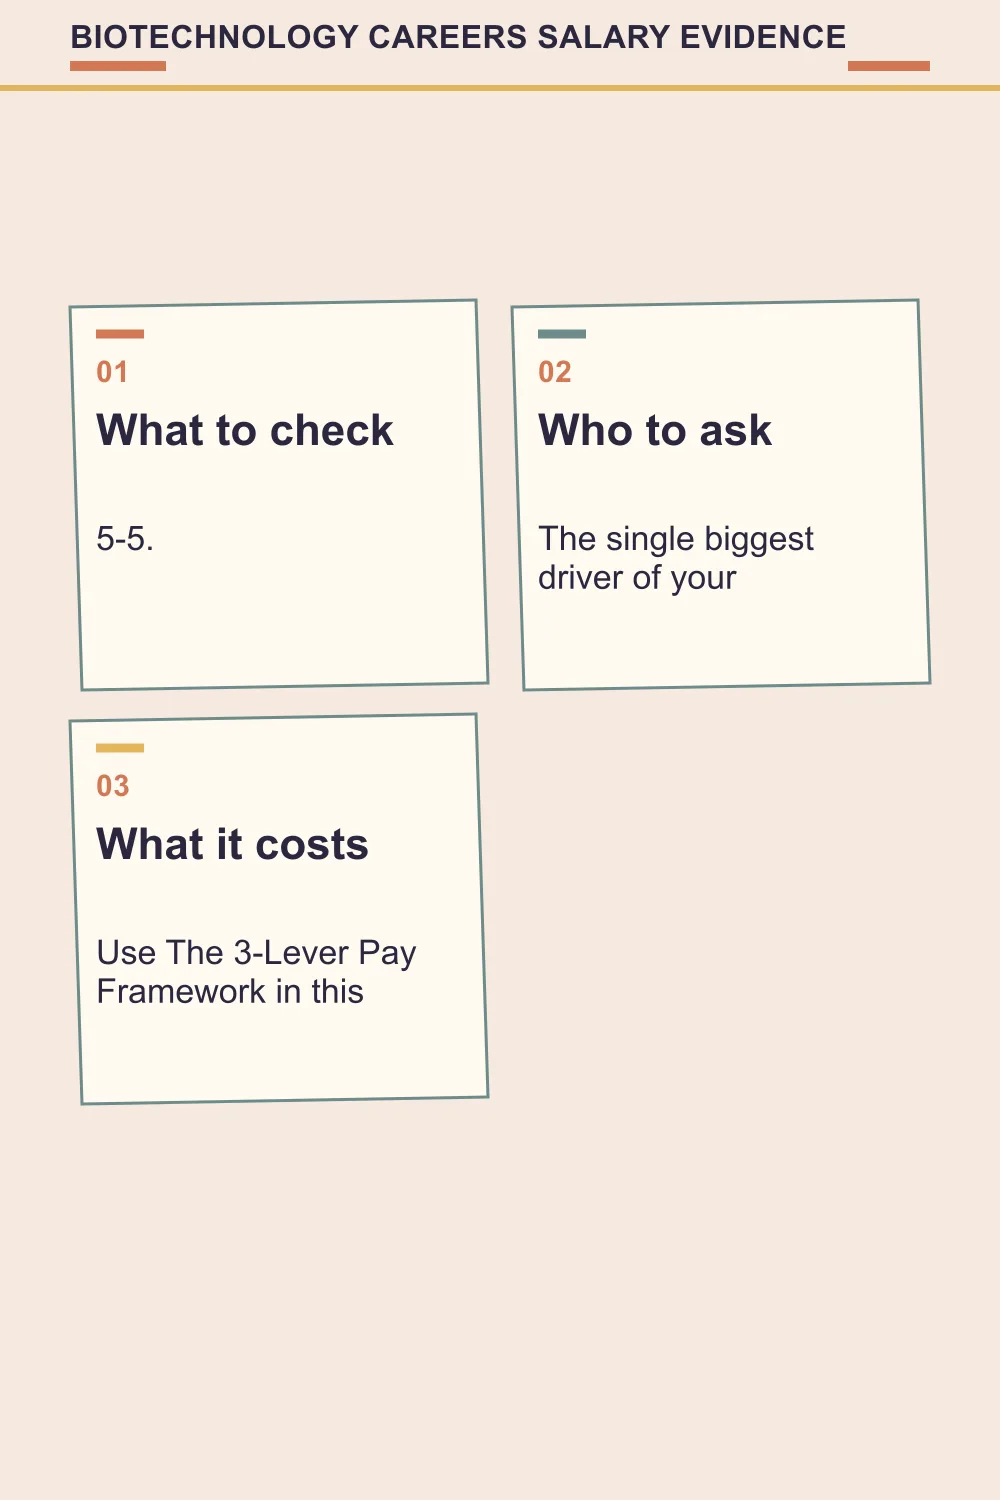 BIOTECHNOLOGY CAREERS SALARY EVIDENCE
01
What to check
5-5.
02
Who to ask
The single biggest
driver of your
03
What it costs
Use The 3-Lever Pay
Framework in this